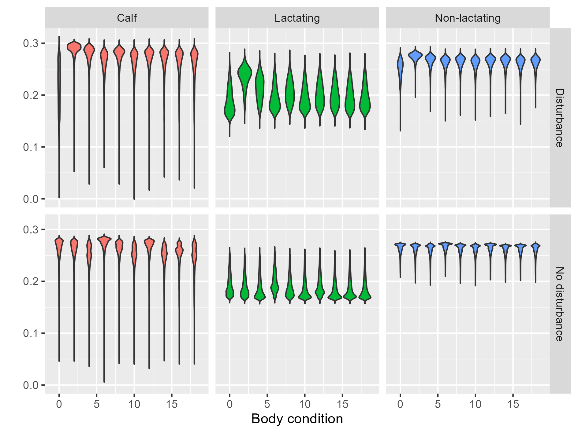 Calf Lactating Non-lactating
0.3
0.2
0.1
0.0
Disturbance
0.3
0.2
0.1
0.0
No disturbance
0 5 10 15 0 5 10 15 0 5 10 15
Body condition